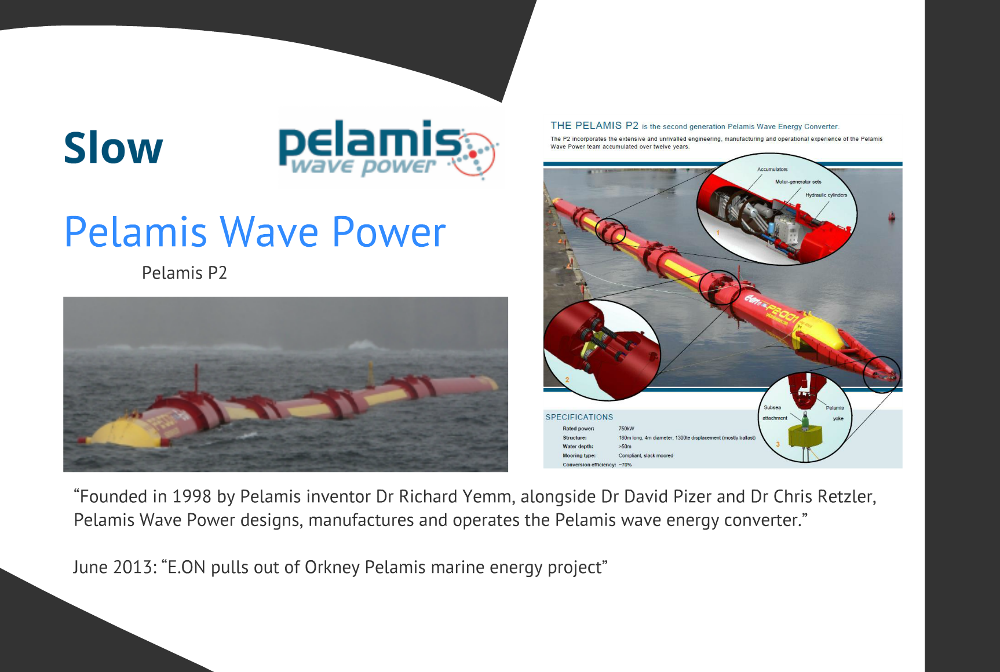 Slow
pelamis
wave power
Pelamis Wave Power
Pelamis P2
THE PELAMIS P2 is the second generation Pelamis Wave Energy Converter.
The P2 incorporates the extensive and unrivalled engineering, manufacturing and operational experience of the Pelamis
Wave Power team accumulated over twelve years.
Accumulators
Motor-generator sets
Hydraulic cylinders
1
e·on
P2-001
pelamiswave.com
2
Subsea
attachment
Pelamis
yoke
3
SPECIFICATIONS
Rated power: 750kW
Structure: 180m long, 4m diameter, 1300te displacement (mostly ballast)
Water depth: >50m
Mooring type: Compliant, slack moored
Conversion efficiency: ~70%
“Founded in 1998 by Pelamis inventor Dr Richard Yemm, alongside Dr David Pizer and Dr Chris Retzler,
Pelamis Wave Power designs, manufactures and operates the Pelamis wave energy converter.”
June 2013: “E.ON pulls out of Orkney Pelamis marine energy project”